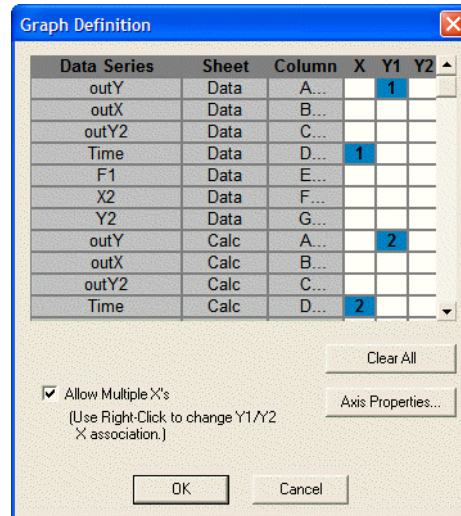 Graph Definition
Data Series Sheet Column X Y1 Y2
outY Data A... 1
outX Data B...
outY2 Data C...
Time Data D... 1
F1 Data E...
X2 Data F...
Y2 Data G...
outY Calc A... 2
outX Calc B...
outY2 Calc C...
Time Calc D... 2
Clear All
Allow Multiple X's
Axis Properties...
(Use Right-Click to change Y1/Y2
X association.)
OK Cancel